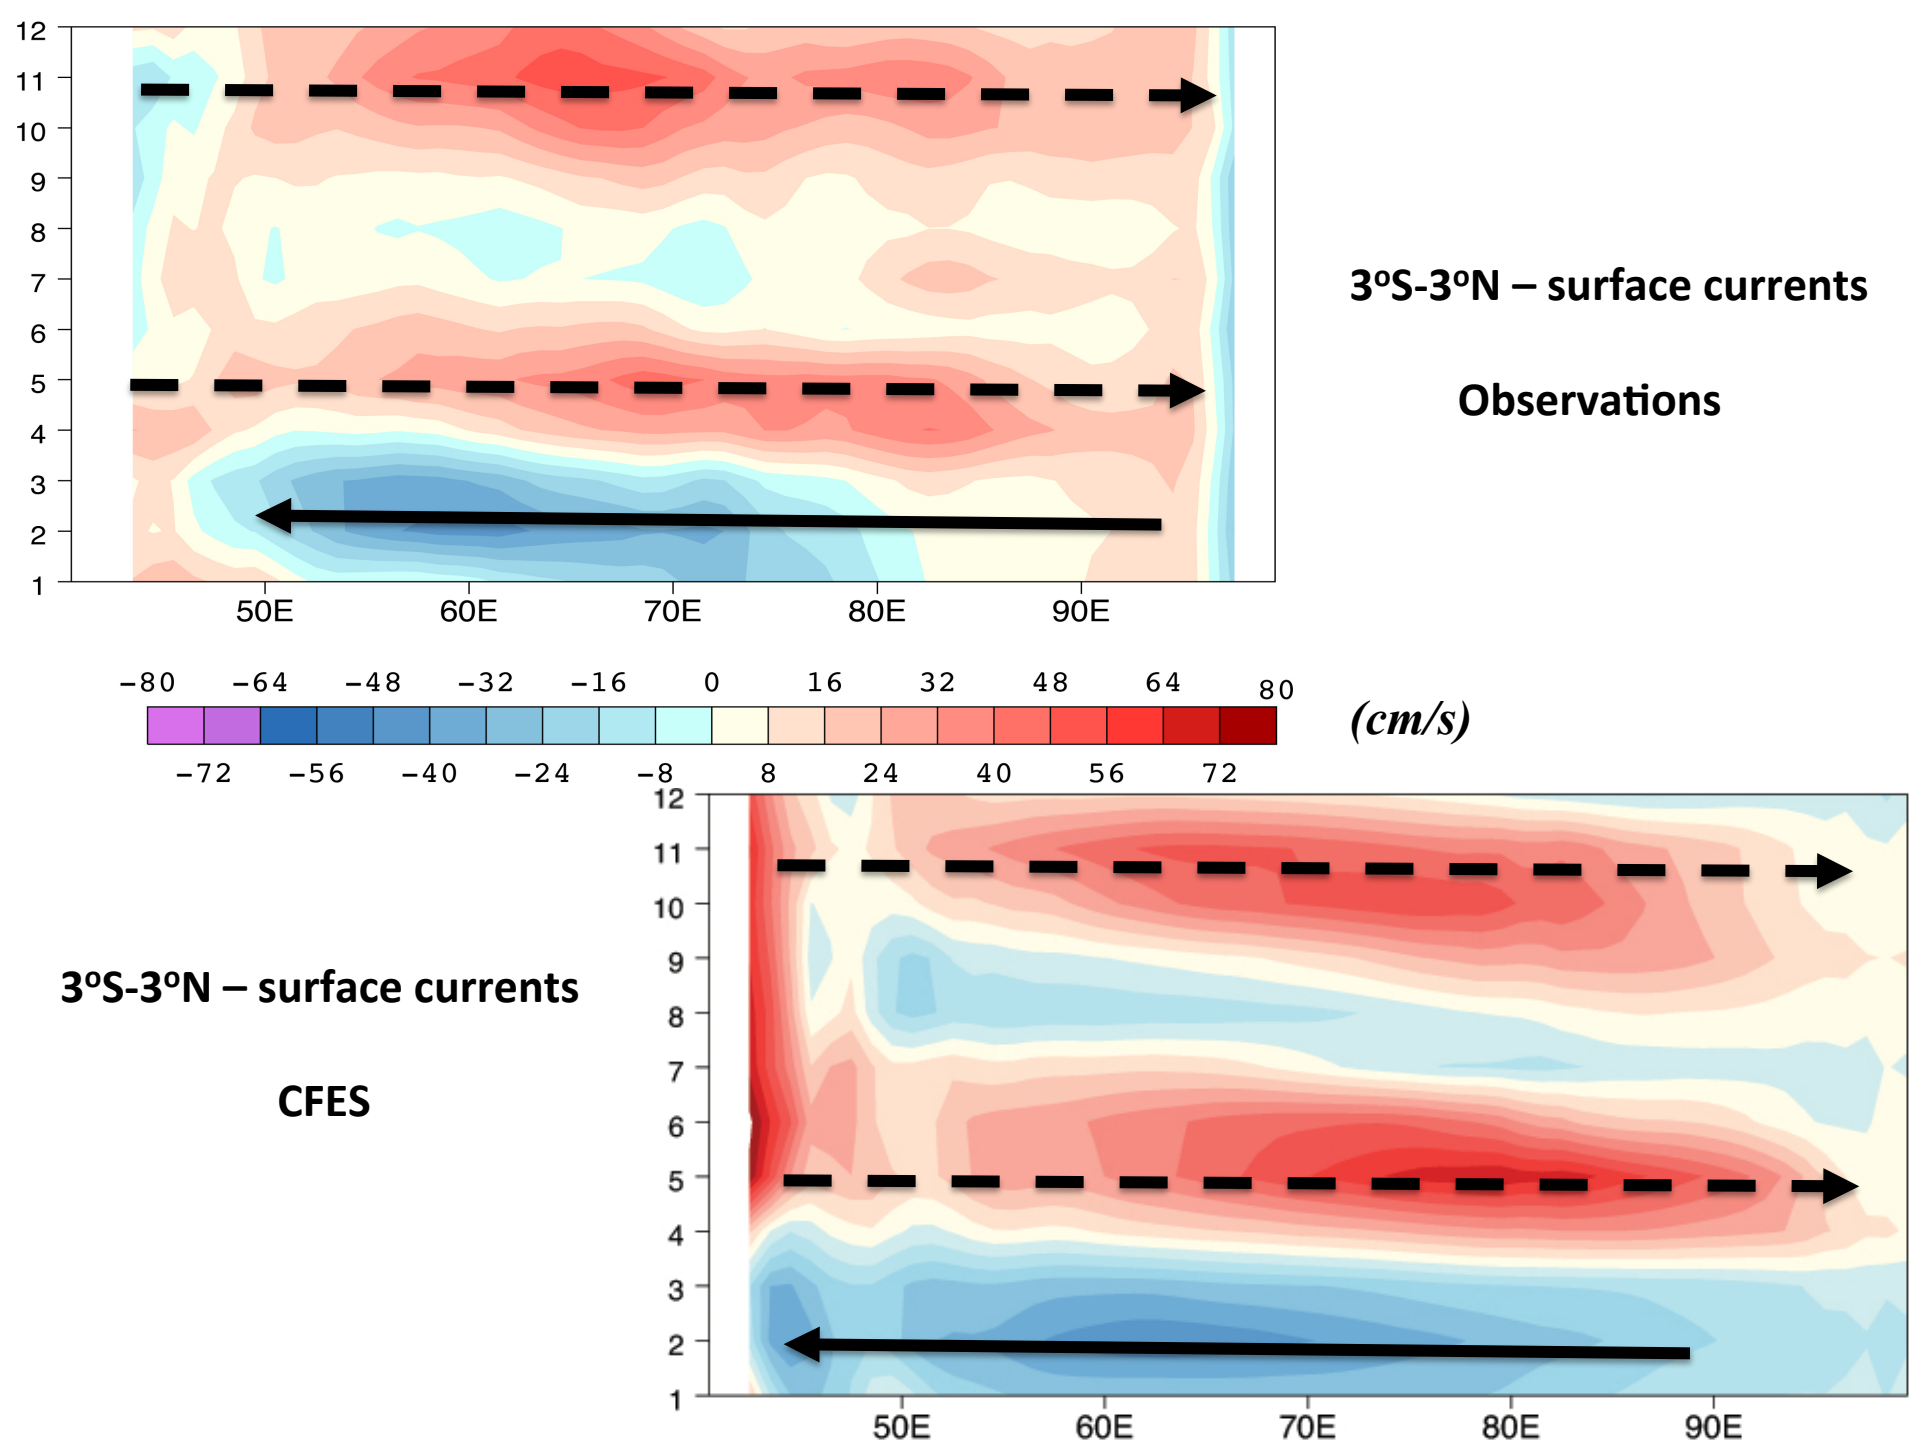 12
11
10
9
8
7
6
5
4
3
2
1
50E 60E 70E 80E 90E
3ºS-3ºN – surface currents
Observations
−80 −64 −48 −32 −16 0 16 32 48 64 80
−72 −56 −40 −24 −8 8 24 40 56 72
(cm/s)
3ºS-3ºN – surface currents
CFES
12
11
10
9
8
7
6
5
4
3
2
1
50E 60E 70E 80E 90E